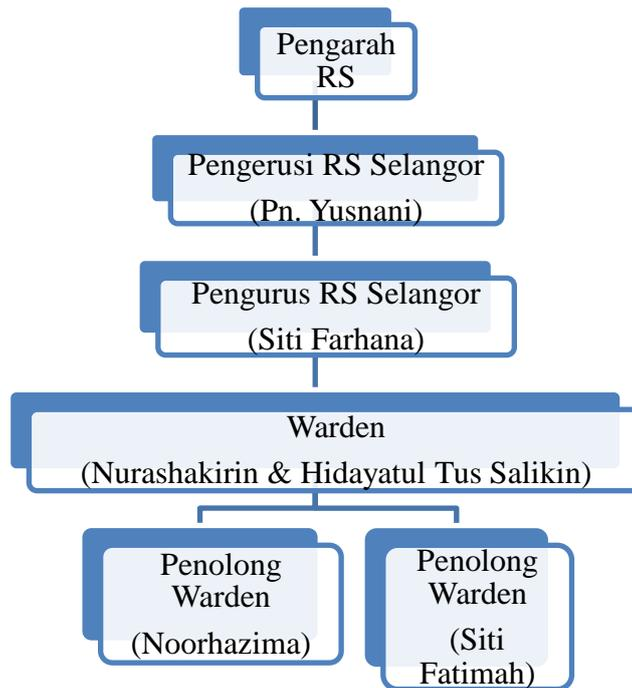 Pengarah
RS
Pengerusi RS Selangor
(Pn. Yusnani)
Pengurus RS Selangor
(Siti Farhana)
Warden
(Nurashakirin & Hidayatul Tus Salikin)
Penolong
Warden
(Noorhazima)
Penolong
Warden
(Siti
Fatimah)